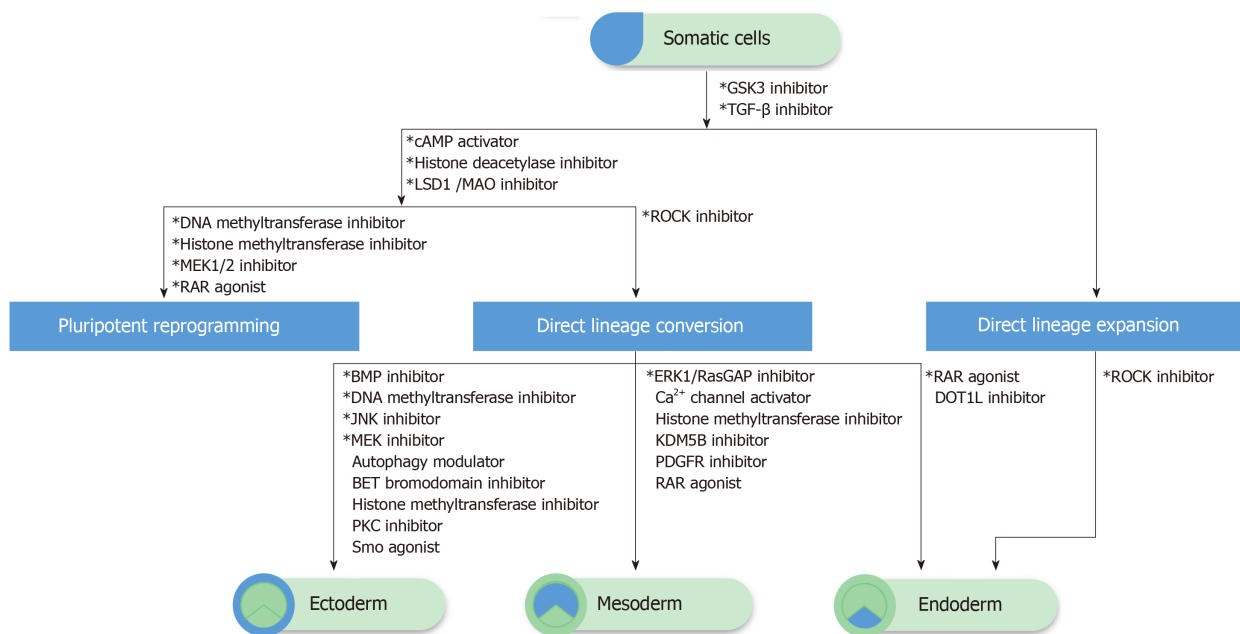 Somatic cells
*GSK3 inhibitor
*TGF-β inhibitor
*cAMP activator
*Histone deacetylase inhibitor
*LSD1 /MAO inhibitor
*DNA methyltransferase inhibitor
*Histone methyltransferase inhibitor
*MEK1/2 inhibitor
*RAR agonist
*ROCK inhibitor
Pluripotent reprogramming
Direct lineage conversion
Direct lineage expansion
*BMP inhibitor
*DNA methyltransferase inhibitor
*JNK inhibitor
*MEK inhibitor
Autophagy modulator
BET bromodomain inhibitor
Histone methyltransferase inhibitor
PKC inhibitor
Smo agonist
*ERK1/RasGAP inhibitor
Ca²⁺ channel activator
Histone methyltransferase inhibitor
KDM5B inhibitor
PDGFR inhibitor
RAR agonist
*RAR agonist
DOT1L inhibitor
*ROCK inhibitor
Ectoderm
Mesoderm
Endoderm